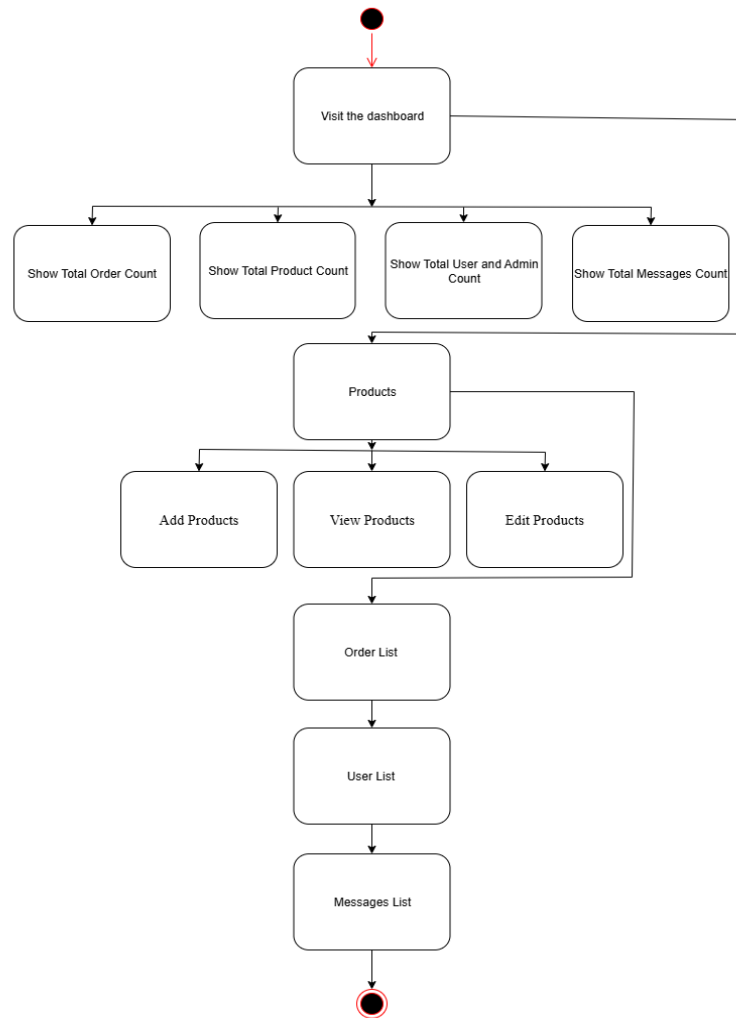 Visit the dashboard
Show Total Order Count
Show Total Product Count
Show Total User and Admin
Count
Show Total Messages Count
Products
Add Products
View Products
Edit Products
Order List
User List
Messages List